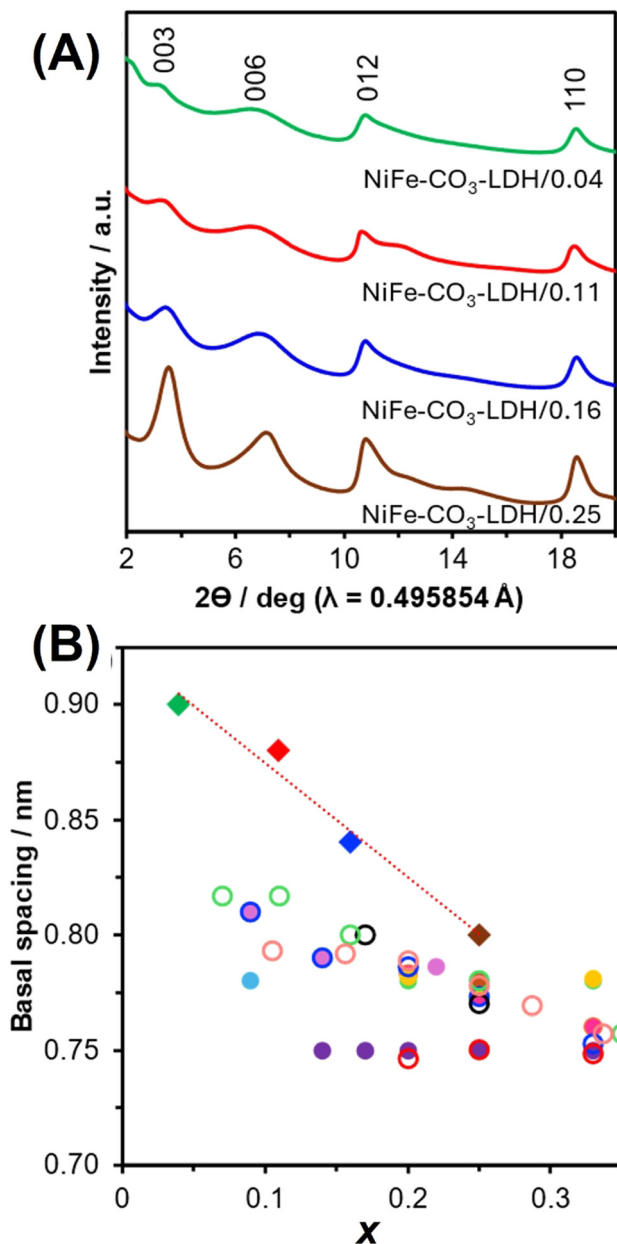 (A)
003
006
012
110
NiFe-CO₃-LDH/0.04
NiFe-CO₃-LDH/0.11
NiFe-CO₃-LDH/0.16
NiFe-CO₃-LDH/0.25
Intensity / a.u.
2 6 10 14 18
2Θ / deg (λ = 0.495854 Å)
(B)
0.90
0.85
0.80
0.75
0.70
Basal spacing / nm
0 0.1 0.2 0.3
x